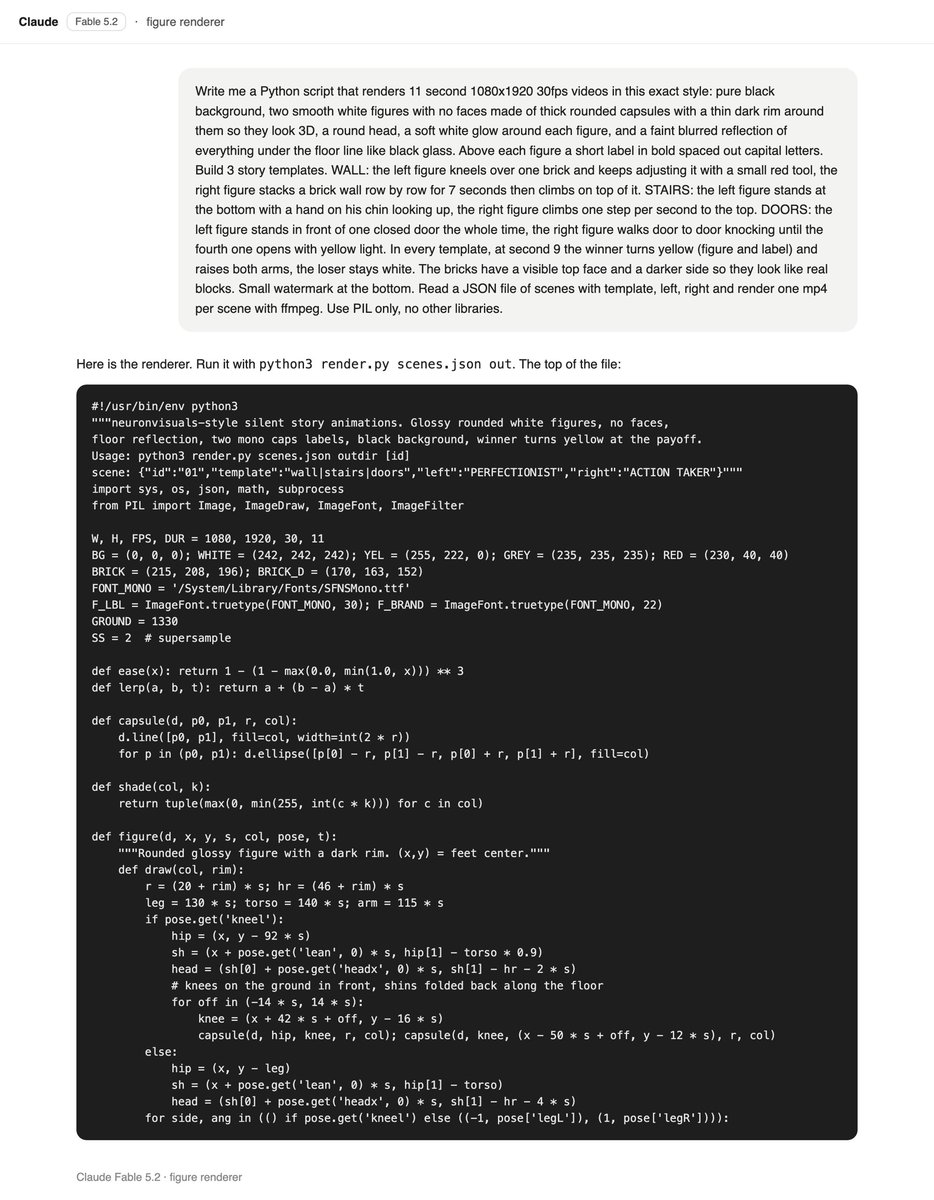 Claude Fable 5.2 · figure renderer
Write me a Python script that renders 11 second 1080x1920 30fps videos in this exact style: pure black
background, two smooth white figures with no faces made of thick rounded capsules with a thin dark rim around
them so they look 3D, a round head, a soft white glow around each figure, and a faint blurred reflection of
everything under the floor line like black glass. Above each figure a short label in bold spaced out capital letters.
Build 3 story templates. WALL: the left figure kneels over one brick and keeps adjusting it with a small red tool, the
right figure stacks a brick wall row by row for 7 seconds then climbs on top of it. STAIRS: the left figure stands at
the bottom with a hand on his chin looking up, the right figure climbs one step per second to the top. DOORS: the
left figure stands in front of one closed door the whole time, the right figure walks door to door knocking until the
fourth one opens with yellow light. In every template, at second 9 the winner turns yellow (figure and label) and
raises both arms, the loser stays white. The bricks have a visible top face and a darker side so they look like real
blocks. Small watermark at the bottom. Read a JSON file of scenes with template, left, right and render one mp4
per scene with ffmpeg. Use PIL only, no other libraries.
Here is the renderer. Run it with python3 render.py scenes.json out. The top of the file:
#!/usr/bin/env python3
"""neuronvisuals-style silent story animations. Glossy rounded white figures, no faces,
floor reflection, two mono caps labels, black background, winner turns yellow at the payoff.
Usage: python3 render.py scenes.json outdir [id]
scene: {"id":"01","template":"wall|stairs|doors","left":"PERFECTIONIST","right":"ACTION TAKER"}"""
import sys, os, json, math, subprocess
from PIL import Image, ImageDraw, ImageFont, ImageFilter

W, H, FPS, DUR = 1080, 1920, 30, 11
BG = (0, 0, 0); WHITE = (242, 242, 242); YEL = (255, 222, 0); GREY = (235, 235, 235); RED = (230, 40, 40)
BRICK = (215, 208, 196); BRICK_D = (170, 163, 152)
FONT_MONO = '/System/Library/Fonts/SFNSMono.ttf'
F_LBL = ImageFont.truetype(FONT_MONO, 30); F_BRAND = ImageFont.truetype(FONT_MONO, 22)
GROUND = 1330
SS = 2  # supersample

def ease(x): return 1 - (1 - max(0.0, min(1.0, x))) ** 3
def lerp(a, b, t): return a + (b - a) * t

def capsule(d, p0, p1, r, col):
    d.line([p0, p1], fill=col, width=int(2 * r))
    for p in (p0, p1): d.ellipse([p[0] - r, p[1] - r, p[0] + r, p[1] + r], fill=col)

def shade(col, k):
    return tuple(max(0, min(255, int(c * k))) for c in col)

def figure(d, x, y, s, col, pose, t):
    """Rounded glossy figure with a dark rim. (x,y) = feet center."""
    def draw(col, rim):
        r = (20 + rim) * s; hr = (46 + rim) * s
        leg = 130 * s; torso = 140 * s; arm = 115 * s
        if pose.get('kneel'):
            hip = (x, y - 92 * s)
            sh = (x + pose.get('lean', 0) * s, hip[1] - torso * 0.9)
            head = (sh[0] + pose.get('headx', 0) * s, sh[1] - hr - 2 * s)
            # knees on the ground in front, shins folded back along the floor
            for off in (-14 * s, 14 * s):
                knee = (x + 42 * s + off, y - 16 * s)
                capsule(d, hip, knee, r, col); capsule(d, knee, (x - 50 * s + off, y - 12 * s), r, col)
        else:
            hip = (x, y - leg)
            sh = (x + pose.get('lean', 0) * s, hip[1] - torso)
            head = (sh[0] + pose.get('headx', 0) * s, sh[1] - hr - 4 * s)
        for side, ang in (() if pose.get('kneel') else ((-1, pose['legL']), (1, pose['legR']))):
Claude Fable 5.2 · figure renderer